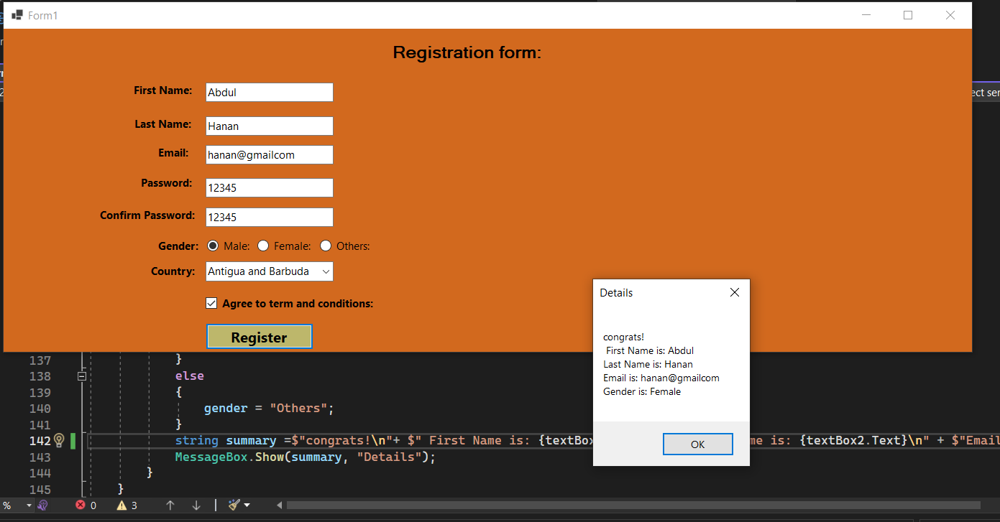 Form1
Registration form:
First Name: Abdul
Last Name: Hanan
Email: hanan@gmailcom
Password: 12345
Confirm Password: 12345
Gender: Male: Female: Others:
Country: Antigua and Barbuda
Agree to term and conditions:
Register
ect ser
Details
congrats!
First Name is: Abdul
Last Name is: Hanan
Email is: hanan@gmailcom
Gender is: Female
OK
137 }
138 else
139 {
140 gender = "Others";
141 }
142 string summary =$"congrats!\n"+ $" First Name is: {textBox me is: {textBox2.Text}\n" + $"Email
143 MessageBox.Show(summary, "Details");
144 }
145 }
% 0 3